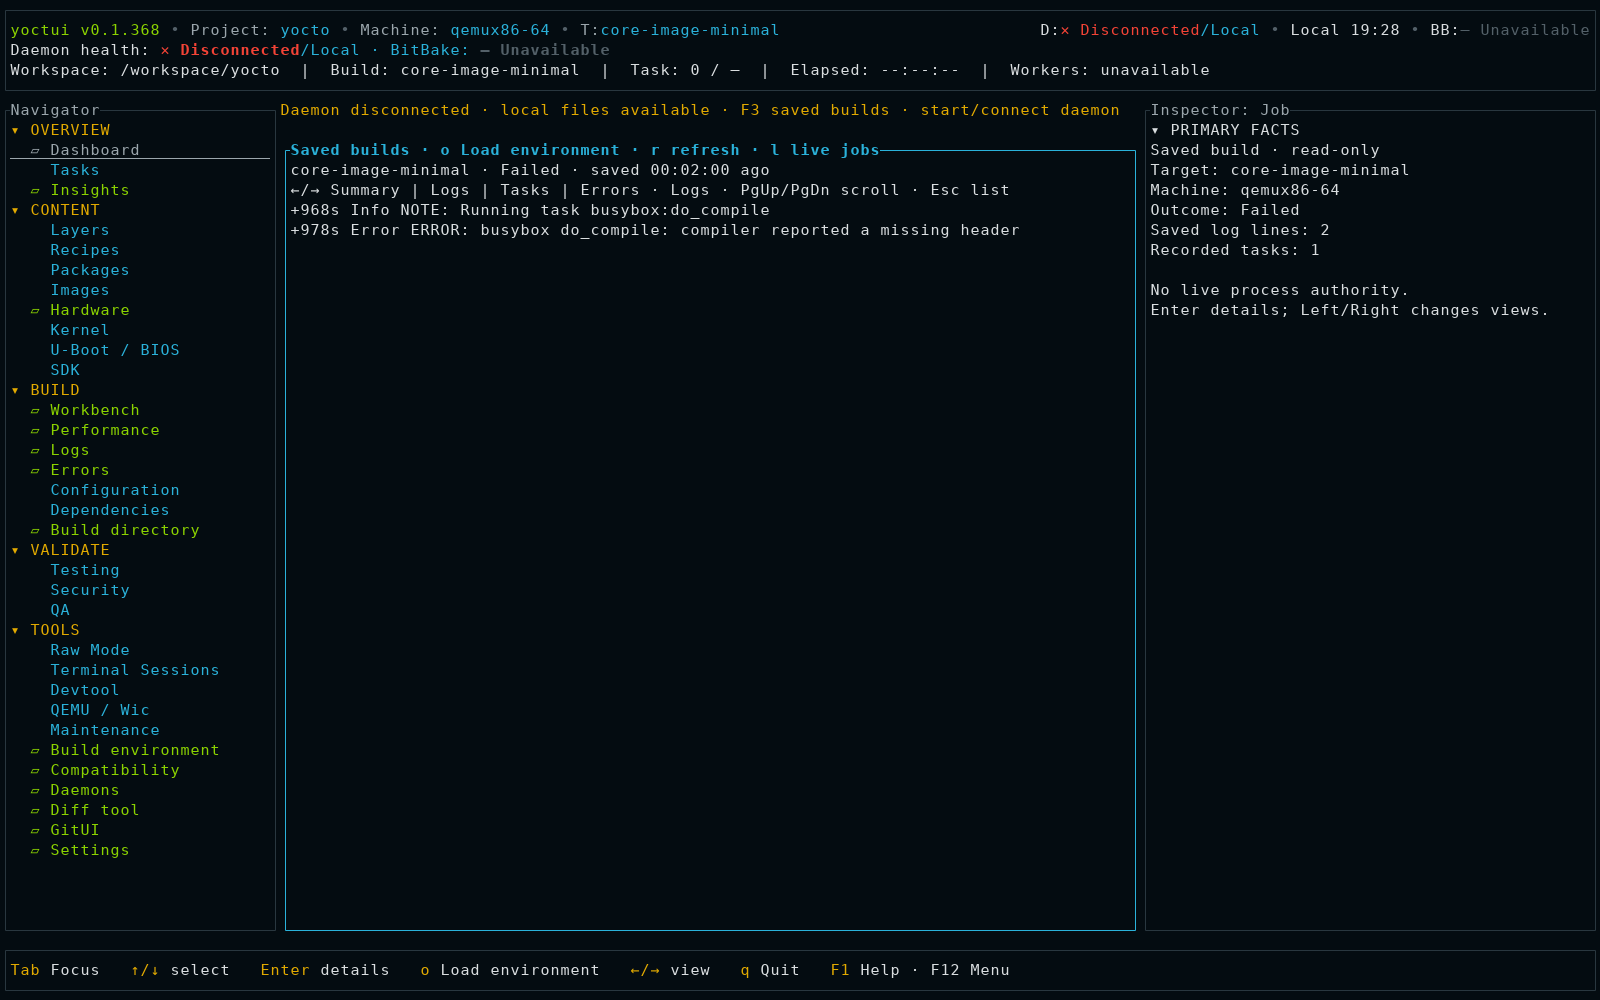 yoctui v0.1.368 • Project: yocto • Machine: qemux86-64 • T:core-image-minimal D:× Disconnected/Local • Local 19:28 • BB:— Unavailable
Daemon health: × Disconnected/Local · BitBake: — Unavailable
Workspace: /workspace/yocto | Build: core-image-minimal | Task: 0 / — | Elapsed: --:--:-- | Workers: unavailable
Navigator
▾ OVERVIEW
▱ Dashboard
Tasks
▱ Insights
▾ CONTENT
Layers
Recipes
Packages
Images
▱ Hardware
Kernel
U-Boot / BIOS
SDK
▾ BUILD
▱ Workbench
▱ Performance
▱ Logs
▱ Errors
Configuration
Dependencies
▱ Build directory
▾ VALIDATE
Testing
Security
QA
▾ TOOLS
Raw Mode
Terminal Sessions
Devtool
QEMU / Wic
Maintenance
▱ Build environment
▱ Compatibility
▱ Daemons
▱ Diff tool
▱ GitUI
▱ Settings
Daemon disconnected · local files available · F3 saved builds · start/connect daemon
Saved builds · o Load environment · r refresh · l live jobs
core-image-minimal · Failed · saved 00:02:00 ago
←/→ Summary | Logs | Tasks | Errors · Logs · PgUp/PgDn scroll · Esc list
+968s Info NOTE: Running task busybox:do_compile
+978s Error ERROR: busybox do_compile: compiler reported a missing header
Inspector: Job
▾ PRIMARY FACTS
Saved build · read-only
Target: core-image-minimal
Machine: qemux86-64
Outcome: Failed
Saved log lines: 2
Recorded tasks: 1
No live process authority.
Enter details; Left/Right changes views.
Tab Focus ↑/↓ select Enter details o Load environment ←/→ view q Quit F1 Help · F12 Menu